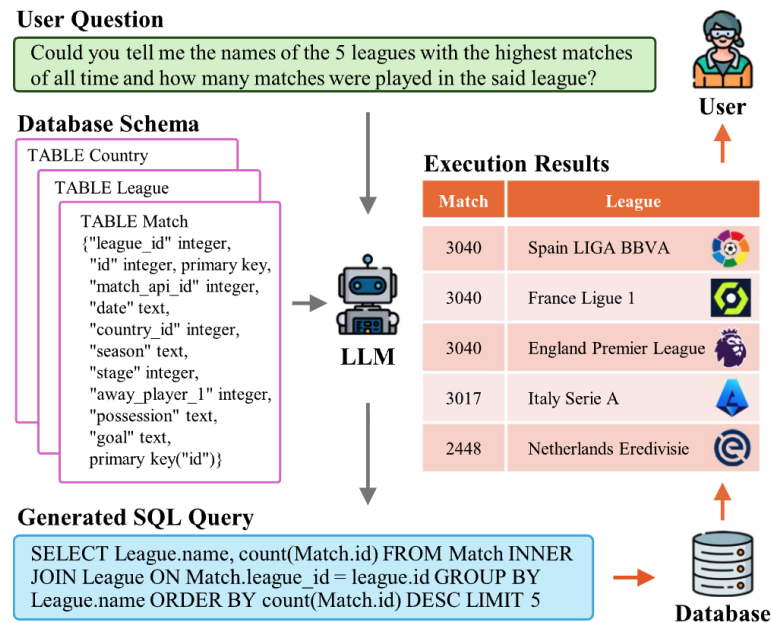 User Question
Could you tell me the names of the 5 leagues with the highest matches
of all time and how many matches were played in the said league?
User
Database Schema
TABLE Country
TABLE League
TABLE Match
{"league_id" integer,
"id" integer, primary key,
"match_api_id" integer,
"date" text,
"country_id" integer,
"season" text,
"stage" integer,
"away_player_1" integer,
"possession" text,
"goal" text,
primary key("id")}
LLM
Execution Results
Match League
3040 Spain LIGA BBVA
3040 France Ligue 1
3040 England Premier League
3017 Italy Serie A
2448 Netherlands Eredivisie
Generated SQL Query
SELECT League.name, count(Match.id) FROM Match INNER
JOIN League ON Match.league_id = league.id GROUP BY
League.name ORDER BY count(Match.id) DESC LIMIT 5
Database